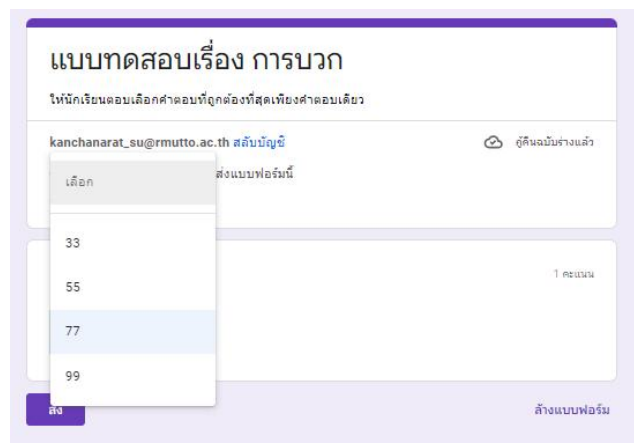 แบบทดสอบเรื่อง การบวก
ให้นักเรียนตอบเลือกคำตอบที่ถูกต้องที่สุดเพียงคำตอบเดียว
kanchanarat_su@rmutto.ac.th สลับบัญชี
กู้คืนฉบับร่างแล้ว
ส่งแบบฟอร์มนี้
เลือก
33
1 คะแนน
55
77
99
ส่ง
ล้างแบบฟอร์ม